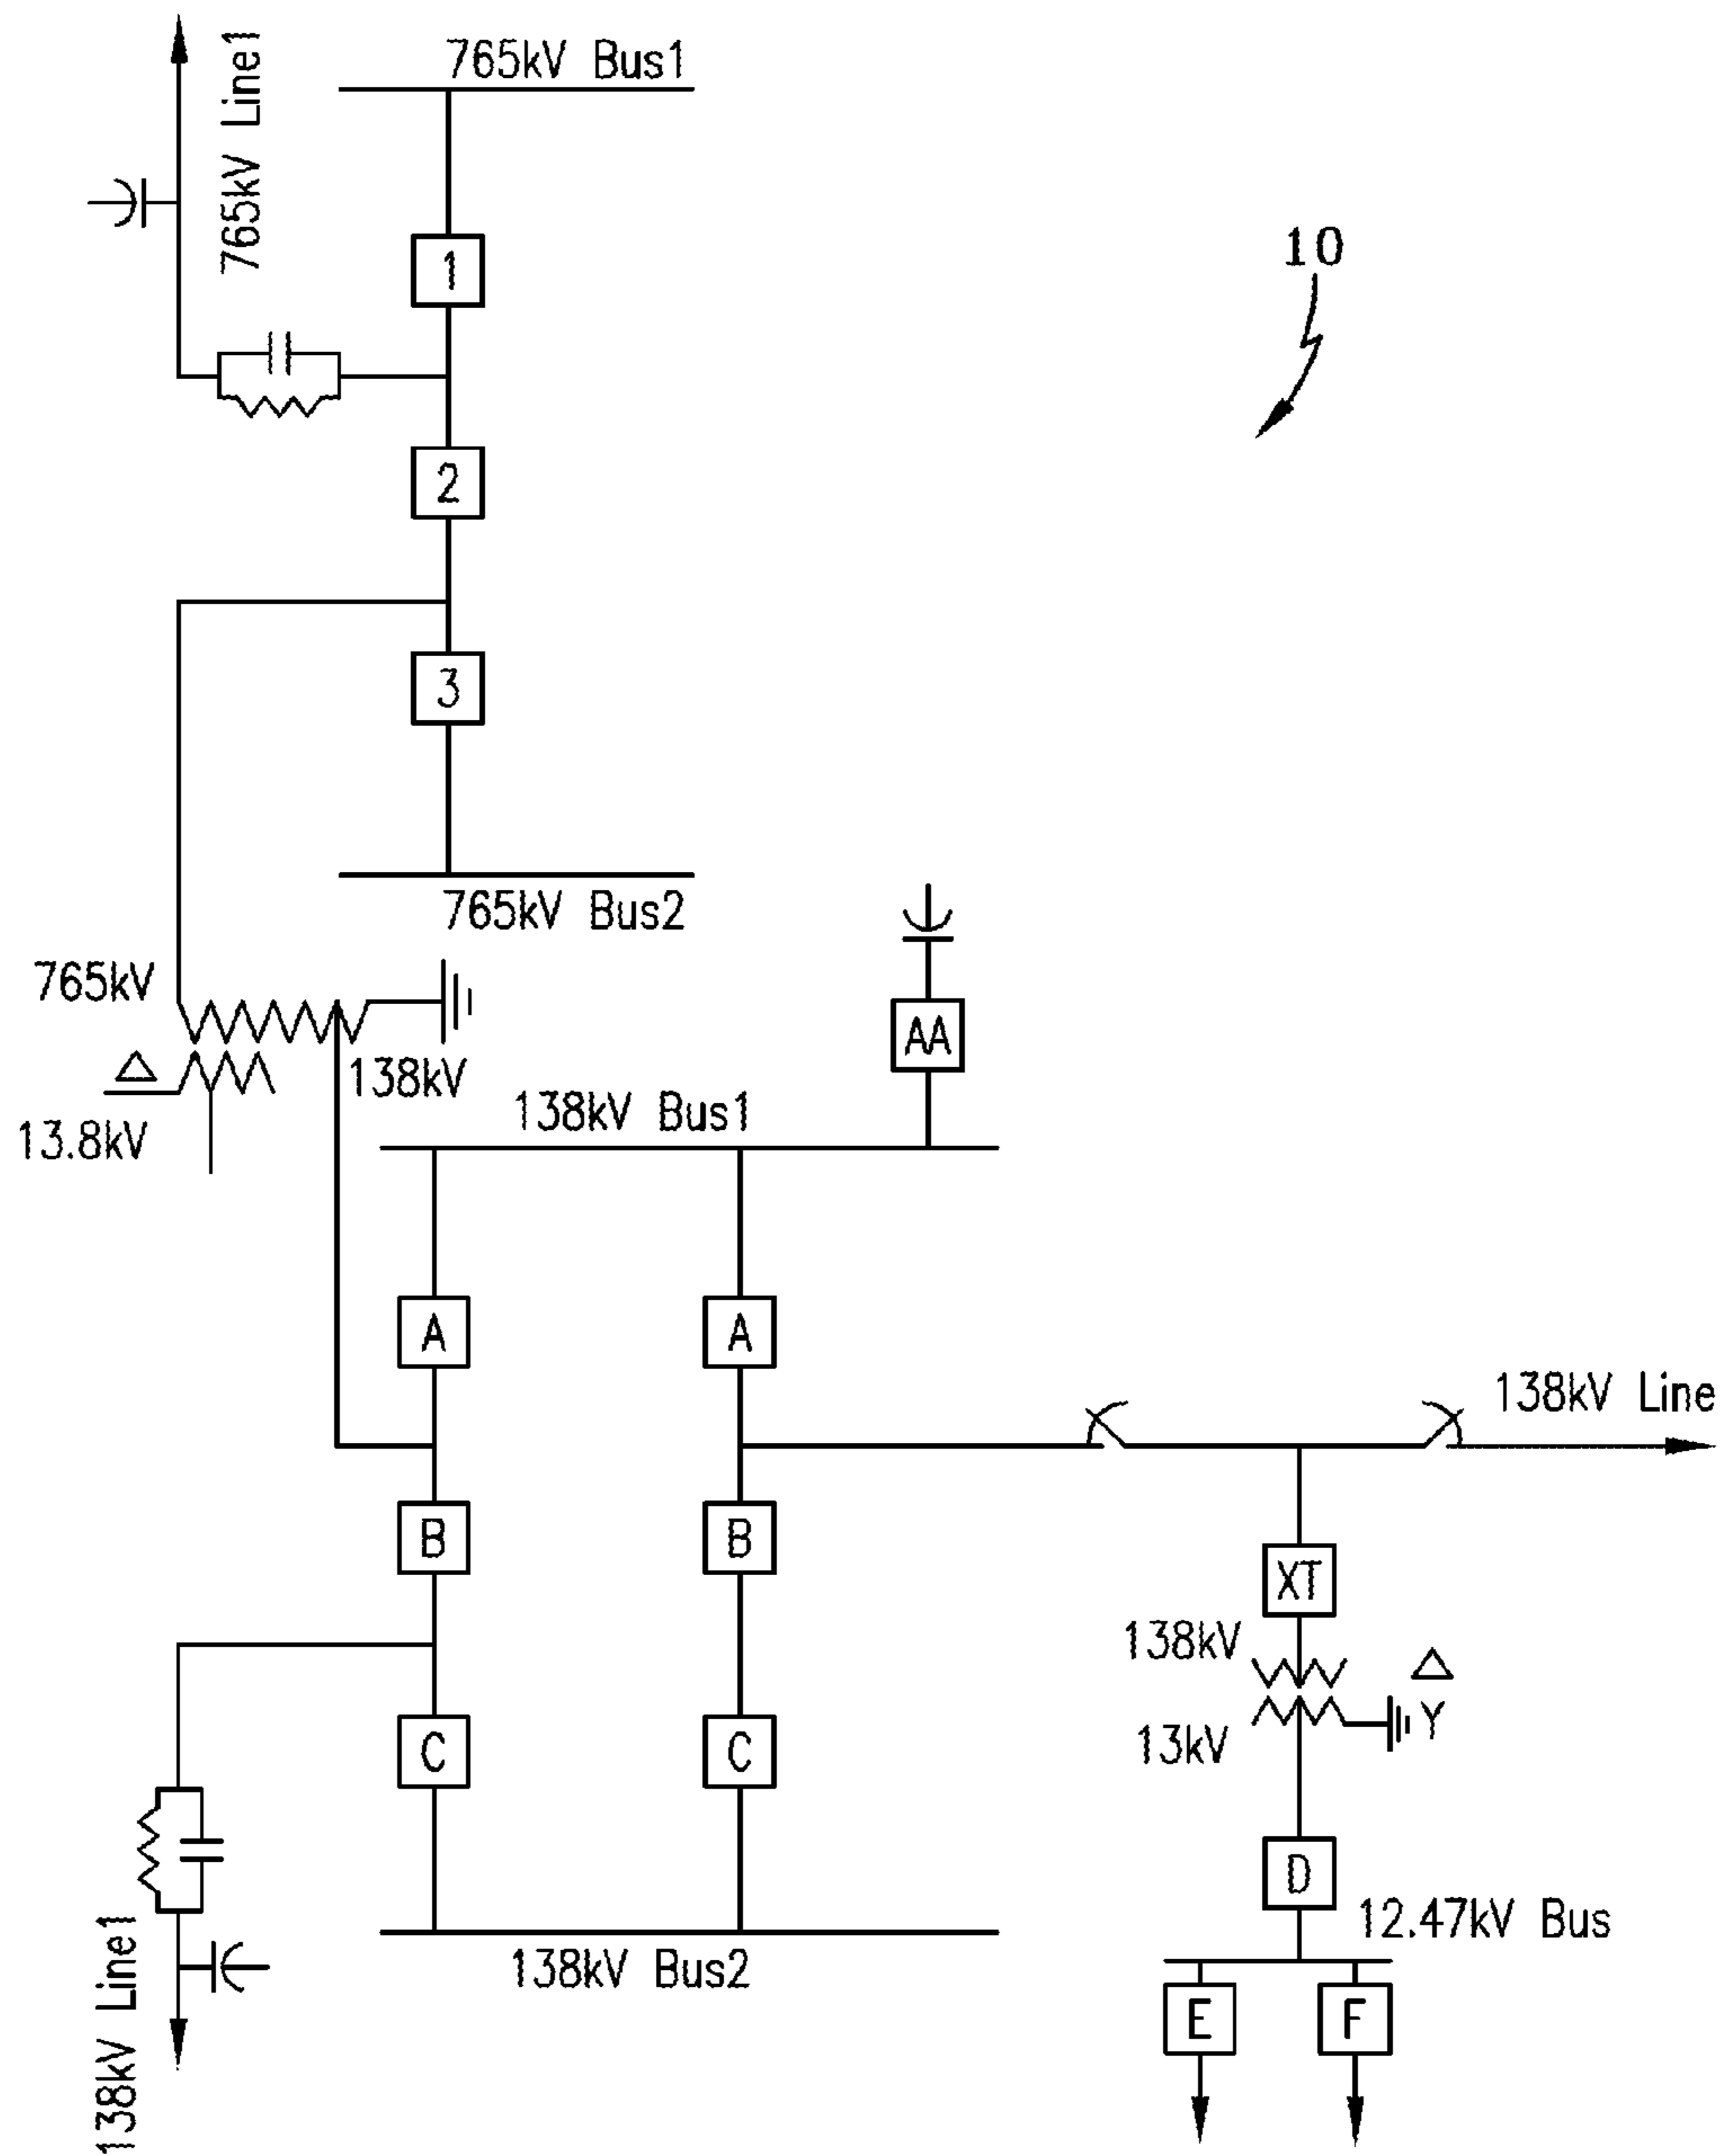 765kV Line1
765kV Bus1
10
1
2
3
765kV Bus2
765kV
138kV
Δ
13.8kV
AA
138kV Bus1
A
A
138kV Line
B
B
XT
138kV
Δ
13kV
Y
C
C
D
12.47kV Bus
138kV Line1
138kV Bus2
E
F